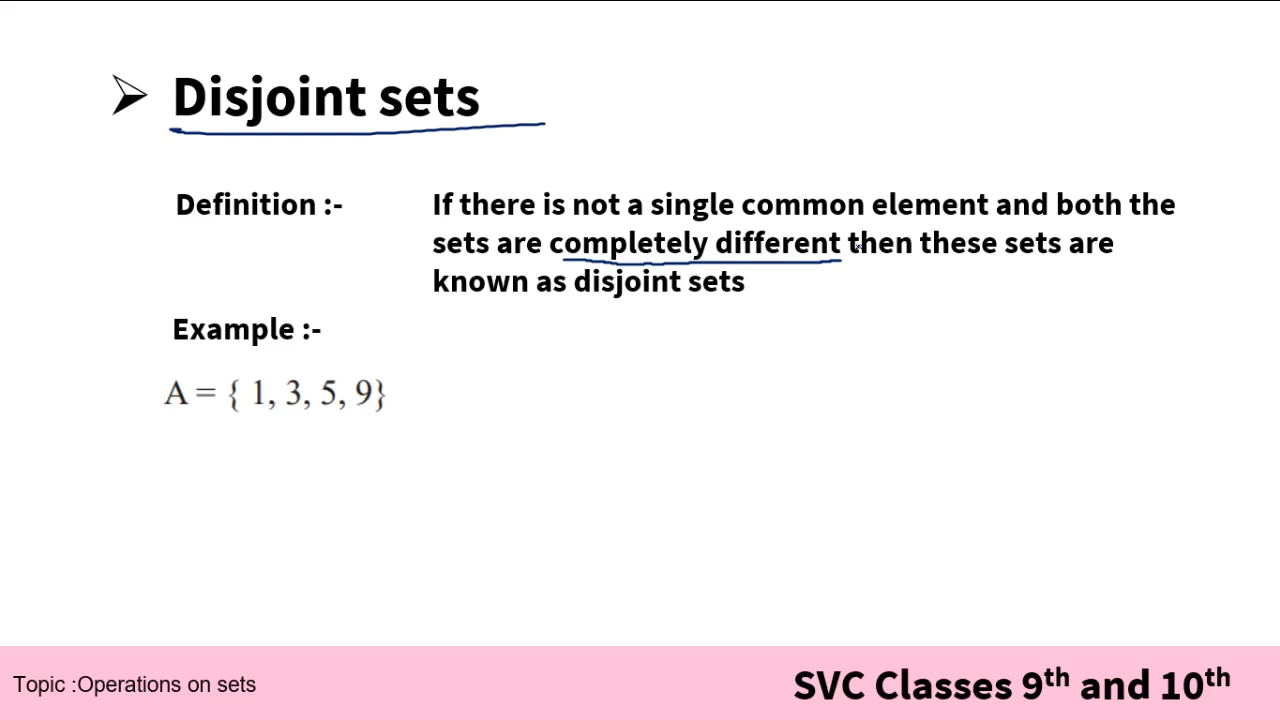 Disjoint sets
Definition :-
If there is not a single common element and both the
sets are completely different then these sets are
known as disjoint sets
Example :-
A = { 1, 3, 5, 9}
Topic :Operations on sets
SVC Classes 9th and 10th